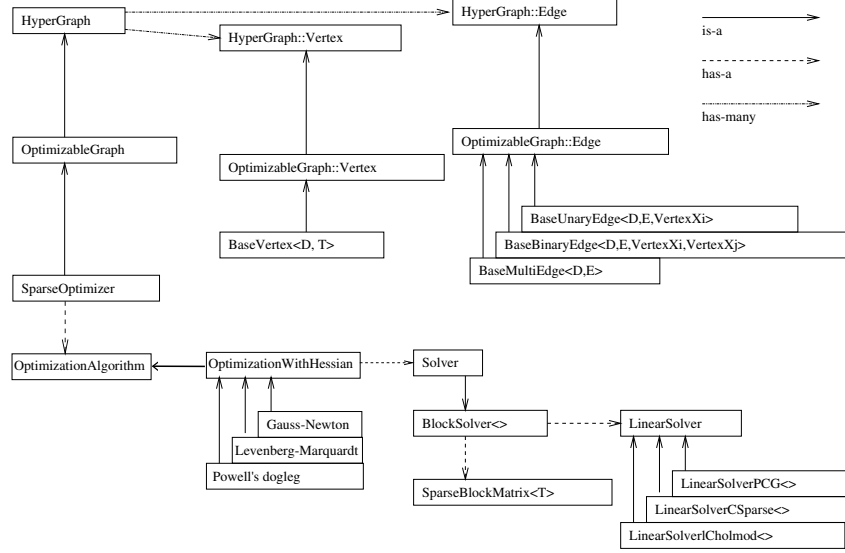 HyperGraph
HyperGraph::Edge
is-a
HyperGraph::Vertex
has-a
has-many
OptimizableGraph
OptimizableGraph::Edge
OptimizableGraph::Vertex
BaseUnaryEdge<D,E,VertexXi>
BaseVertex<D, T>
BaseBinaryEdge<D,E,VertexXi,VertexXj>
BaseMultiEdge<D,E>
SparseOptimizer
OptimizationAlgorithm
OptimizationWithHessian
Solver
Gauss-Newton
BlockSolver<>
LinearSolver
Levenberg-Marquardt
Powell's dogleg
SparseBlockMatrix<T>
LinearSolverPCG<>
LinearSolverCSparse<>
LinearSolverlCholmod<>